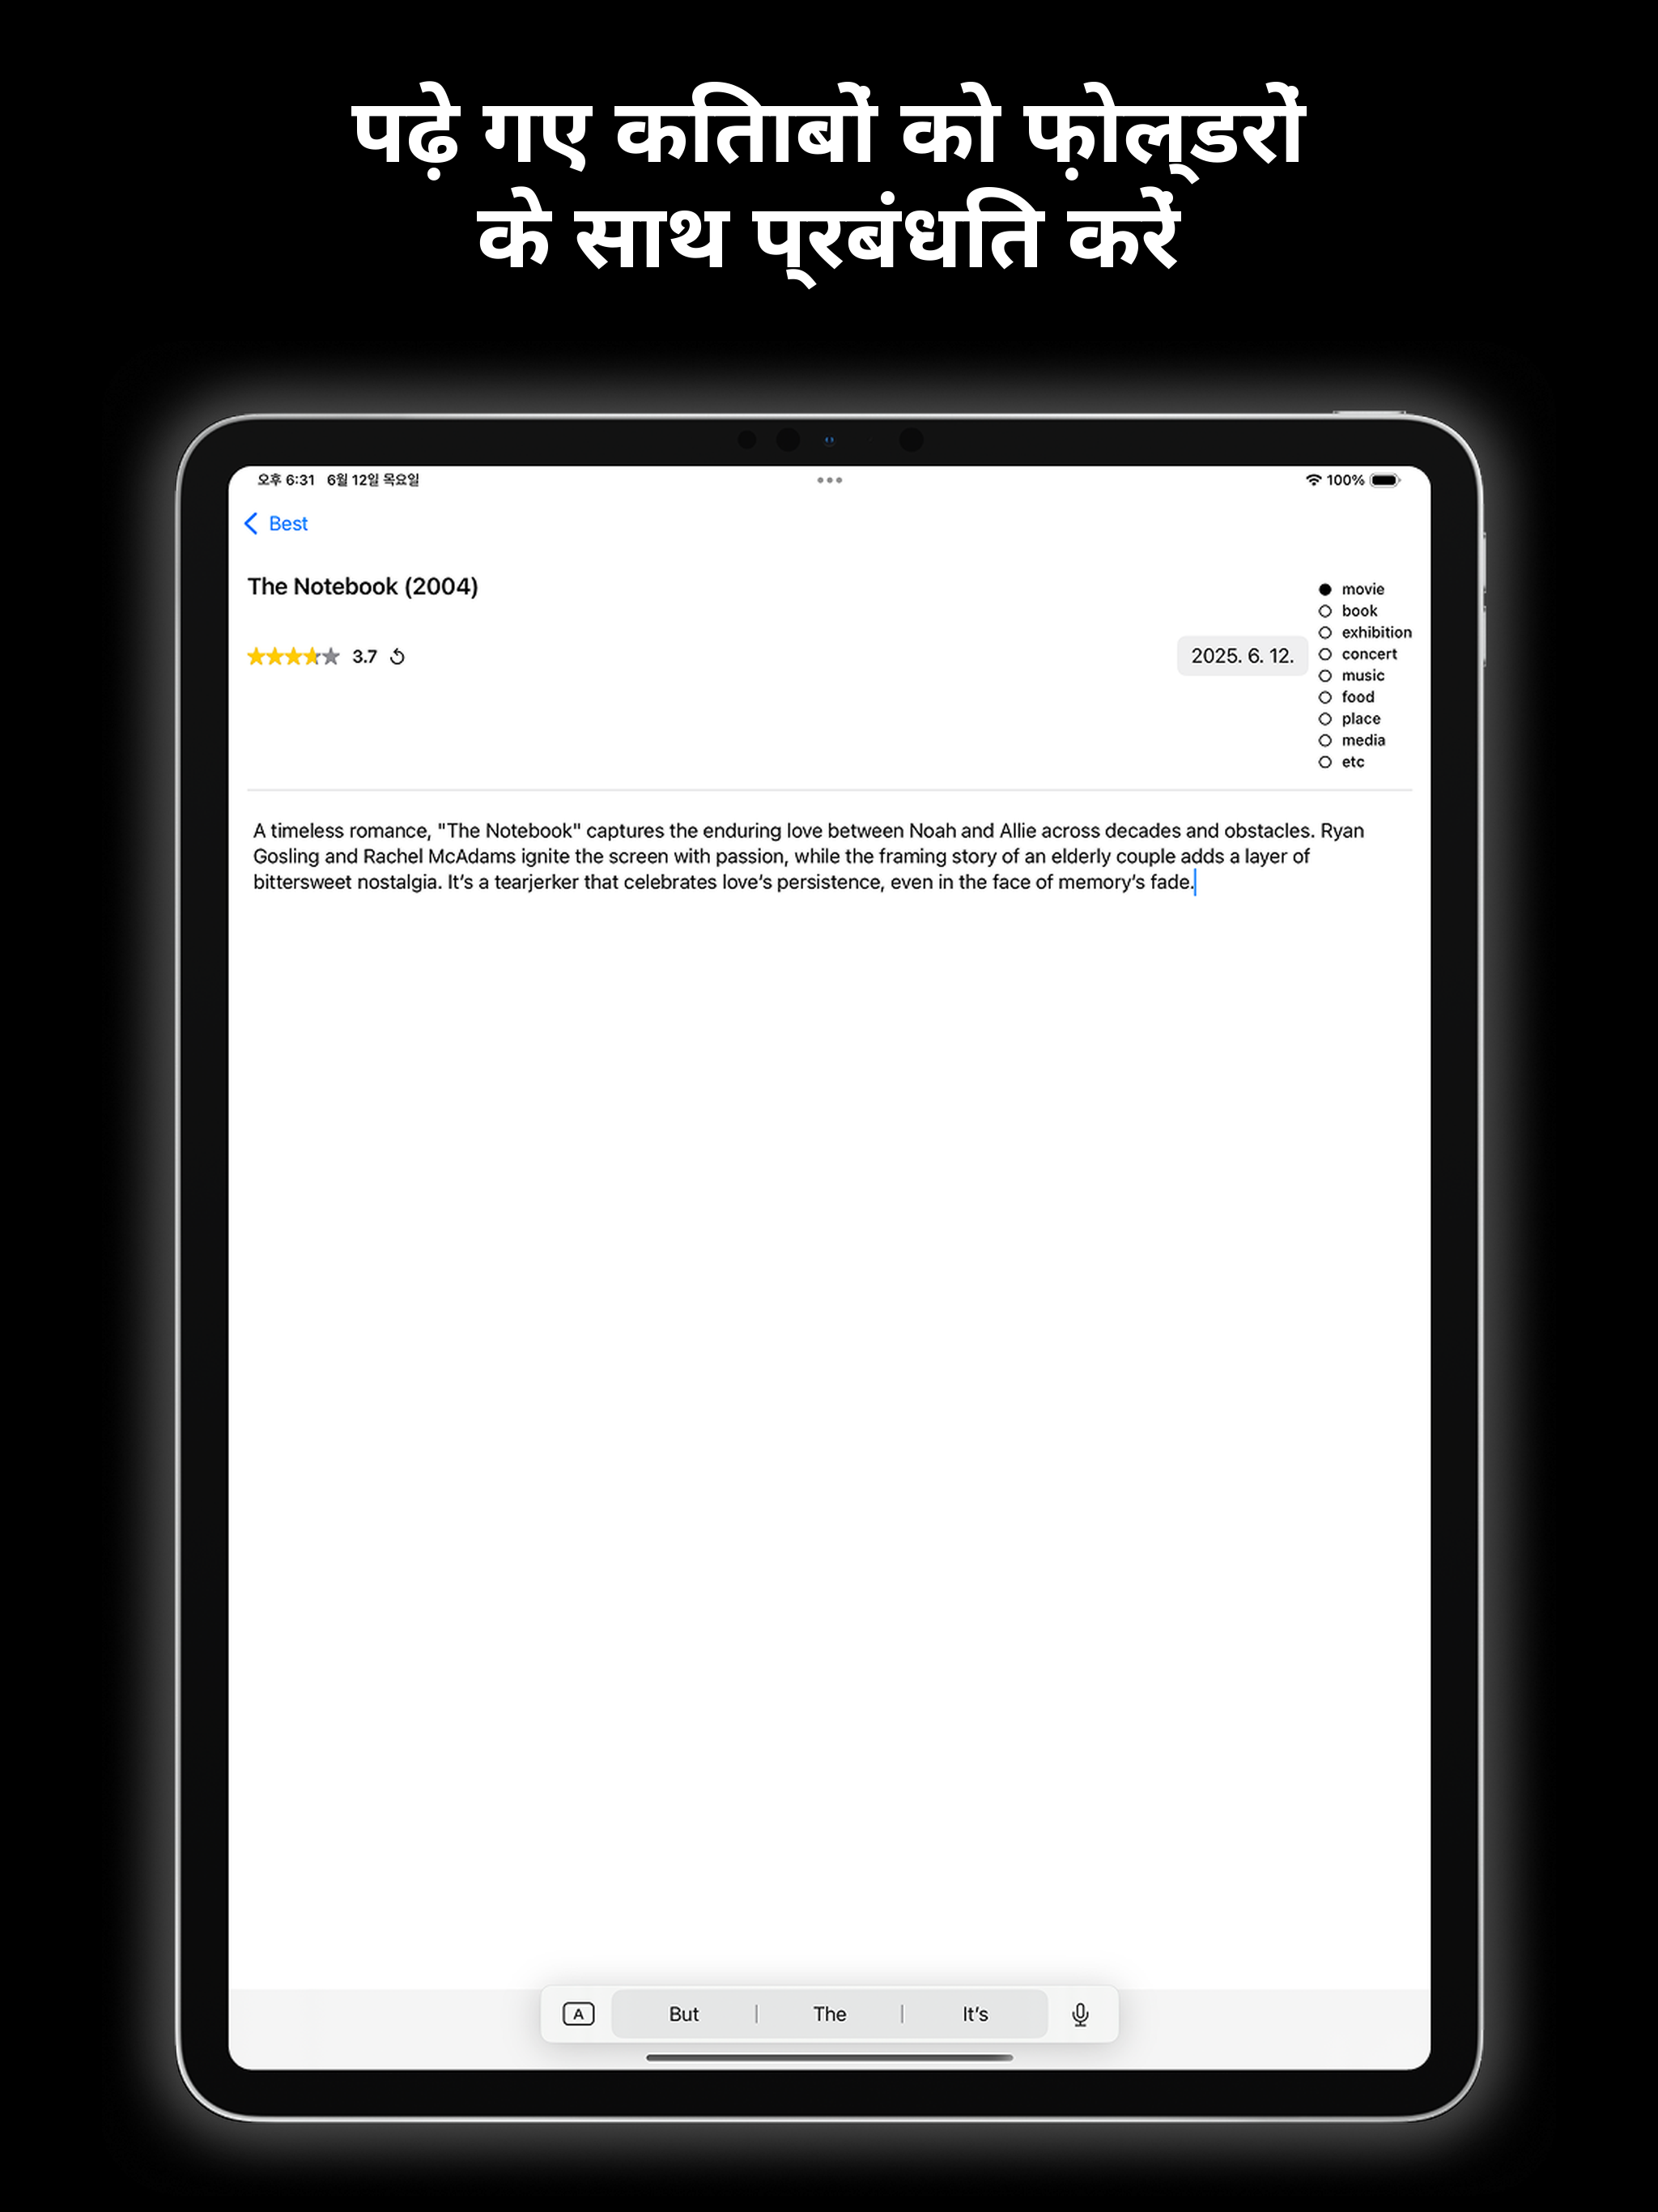 पढ़े गए किताबों को फ़ोल्डरों
के साथ प्रबंधित करें
오후 6:31 6월 12일 목요일
100%
Best
The Notebook (2004)
movie
book
exhibition
concert
music
food
place
media
etc
3.7
2025. 6. 12.
A timeless romance, "The Notebook" captures the enduring love between Noah and Allie across decades and obstacles. Ryan
Gosling and Rachel McAdams ignite the screen with passion, while the framing story of an elderly couple adds a layer of
bittersweet nostalgia. It’s a tearjerker that celebrates love’s persistence, even in the face of memory’s fade.
A But The It’s